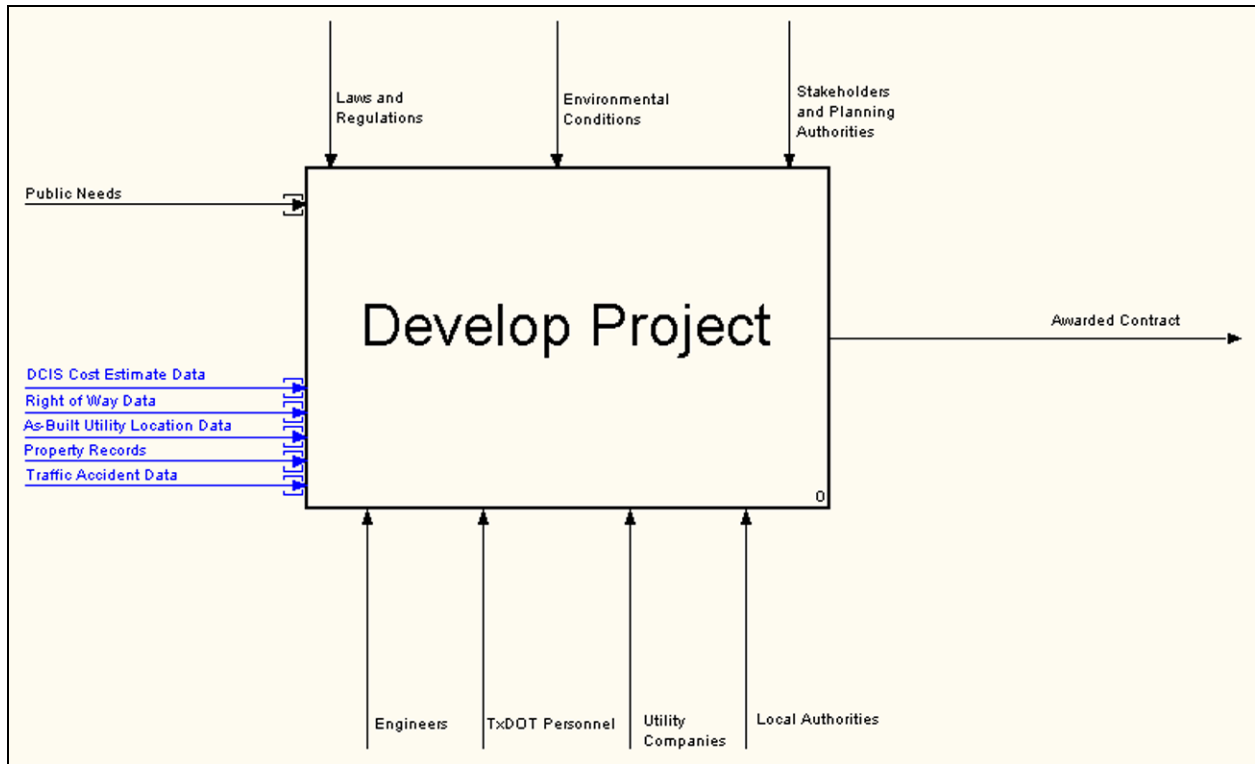 Laws and
Regulations
Environmental
Conditions
Stakeholders
and Planning
Authorities
Public Needs
Develop Project
Awarded Contract
DCIS Cost Estimate Data
Right of Way Data
As-Built Utility Location Data
Property Records
Traffic Accident Data
0
Engineers
TxDOT Personnel
Utility
Companies
Local Authorities